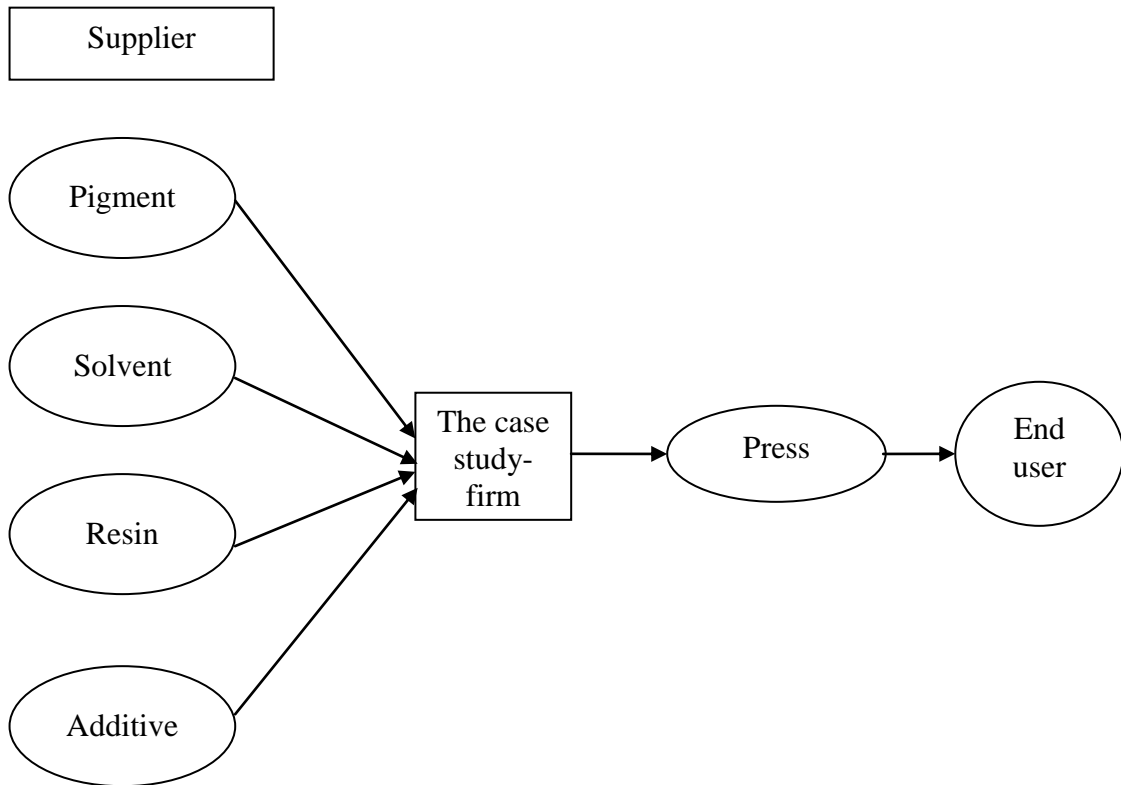 Supplier
Pigment
Solvent
Resin
Additive
The case
study-
firm
Press
End
user